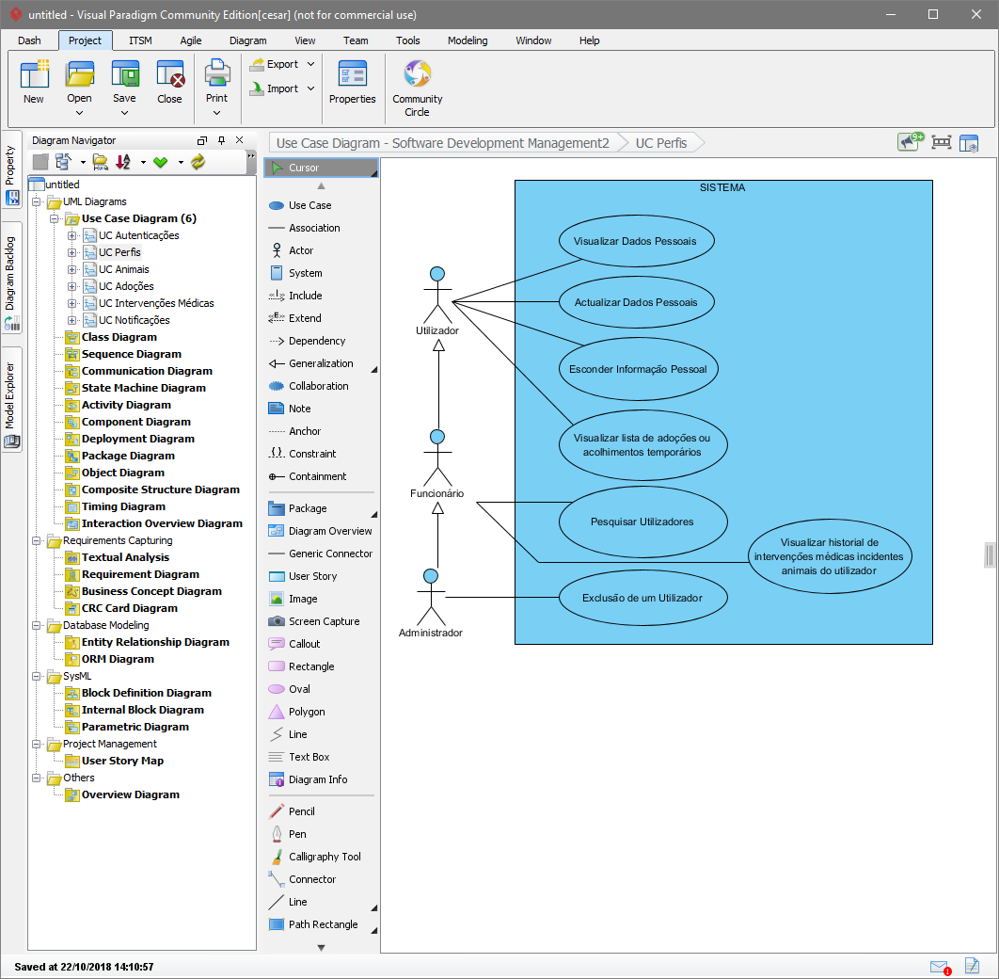 untitled - Visual Paradigm Community Edition[cesar] (not for commercial use)
Dash Project ITSM Agile Diagram View Team Tools Modeling Window Help
New
Open
Save
Close
Print
Export
Import
Properties
Community
Circle
Property
Diagram Backlog
Model Explorer
Diagram Navigator
untitled
UML Diagrams
Use Case Diagram (6)
UC Autenticações
UC Perfis
UC Animais
UC Adoções
UC Intervenções Médicas
UC Notificações
Class Diagram
Sequence Diagram
Communication Diagram
State Machine Diagram
Activity Diagram
Component Diagram
Deployment Diagram
Package Diagram
Object Diagram
Composite Structure Diagram
Timing Diagram
Interaction Overview Diagram
Requirements Capturing
Textual Analysis
Requirement Diagram
Business Concept Diagram
CRC Card Diagram
Database Modeling
Entity Relationship Diagram
ORM Diagram
SysML
Block Definition Diagram
Internal Block Diagram
Parametric Diagram
Project Management
User Story Map
Others
Overview Diagram
Cursor
Use Case
Association
Actor
System
Include
Extend
Dependency
Generalization
Collaboration
Note
Anchor
Constraint
Containment
Package
Diagram Overview
Generic Connector
User Story
Image
Screen Capture
Callout
Rectangle
Oval
Polygon
Line
Text Box
Diagram Info
Pencil
Pen
Calligraphy Tool
Connector
Line
Path Rectangle
Use Case Diagram - Software Development Management2
UC Perfis
9+
SISTEMA
Visualizar Dados Pessoais
Actualizar Dados Pessoais
Esconder Informação Pessoal
Visualizar lista de adoções ou
acolhimentos temporários
Pesquisar Utilizadores
Visualizar historial de
intervenções médicas incidentes
animais do utilizador
Exclusão de um Utilizador
Utilizador
Funcionário
Administrador
Saved at 22/10/2018 14:10:57
1